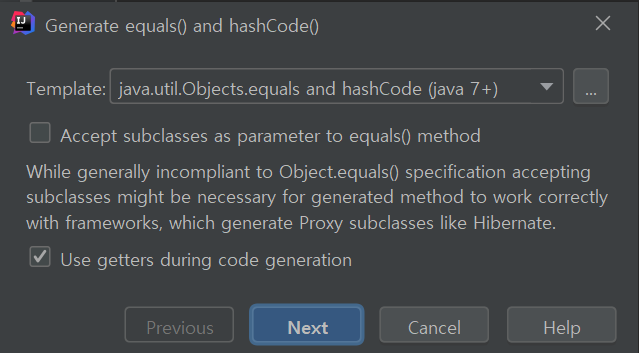 IJ
Generate equals() and hashCode()
Template: java.util.Objects.equals and hashCode (java 7+) ...
Accept subclasses as parameter to equals() method
While generally incompliant to Object.equals() specification accepting
subclasses might be necessary for generated method to work correctly
with frameworks, which generate Proxy subclasses like Hibernate.
Use getters during code generation
Previous Next Cancel Help